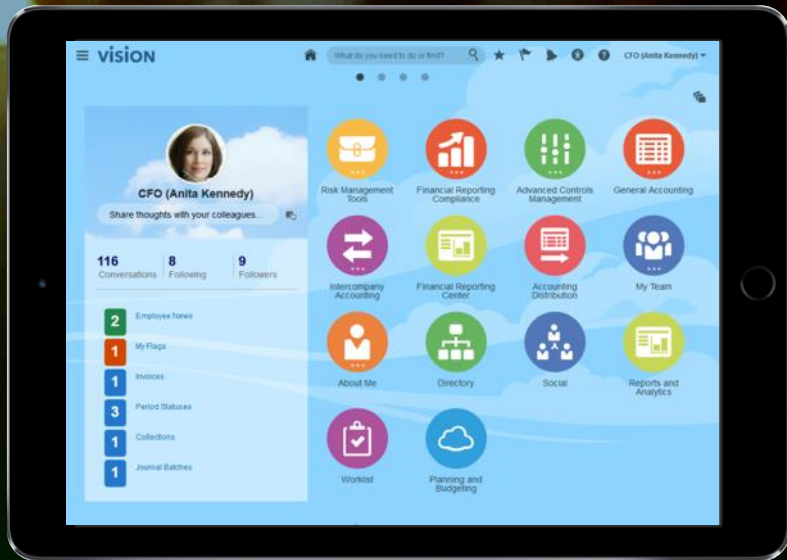 vision
What do you need to do or find?
CFO (Anita Kennedy)
CFO (Anita Kennedy)
Share thoughts with your colleagues...
116
Conversations
8
Following
9
Followers
2 Employee News
1 My Flags
1 Invoices
3 Period Statuses
1 Collections
1 Journal Batches
Risk Management
Tools
Financial Reporting
Compliance
Advanced Controls
Management
General Accounting
Intercompany
Accounting
Financial Reporting
Center
Accounting
Distribution
My Team
About Me
Directory
Social
Reports and
Analytics
Worklist
Planning and
Budgeting